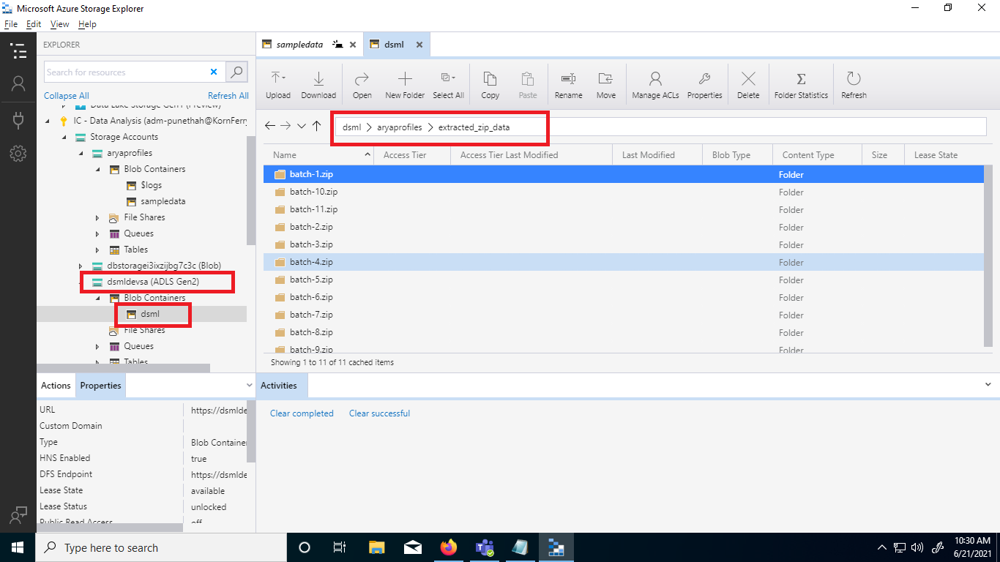 Microsoft Azure Storage Explorer
File Edit View Help
EXPLORER
Search for resources
Collapse All Refresh All
Data Lake Storage Gen1 (Preview)
IC - Data Analysis (adm-punethah@KornFerry
Storage Accounts
aryaprofiles
Blob Containers
$logs
sampledata
File Shares
Queues
Tables
dbstoragei3ixzijbg7c3c (Blob)
dsmldevsa (ADLS Gen2)
Blob Containers
dsml
File Shares
Queues
Tables
Actions Properties
URL https://dsmlde
Custom Domain
Type Blob Container
HNS Enabled true
DFS Endpoint https://dsmlde
Lease State available
Lease Status unlocked
Public Read Access off
sampledata dsml
Upload Download Open New Folder Select All Copy Paste Rename Move Manage ACLs Properties Delete Folder Statistics Refresh
dsml aryaprofiles extracted_zip_data
Name Access Tier Access Tier Last Modified Last Modified Blob Type Content Type Size Lease State
batch-1.zip Folder
batch-10.zip Folder
batch-11.zip Folder
batch-2.zip Folder
batch-3.zip Folder
batch-4.zip Folder
batch-5.zip Folder
batch-6.zip Folder
batch-7.zip Folder
batch-8.zip Folder
batch-9.zip Folder
Showing 1 to 11 of 11 cached items
Activities
Clear completed Clear successful
Type here to search
10:30 AM
6/21/2021